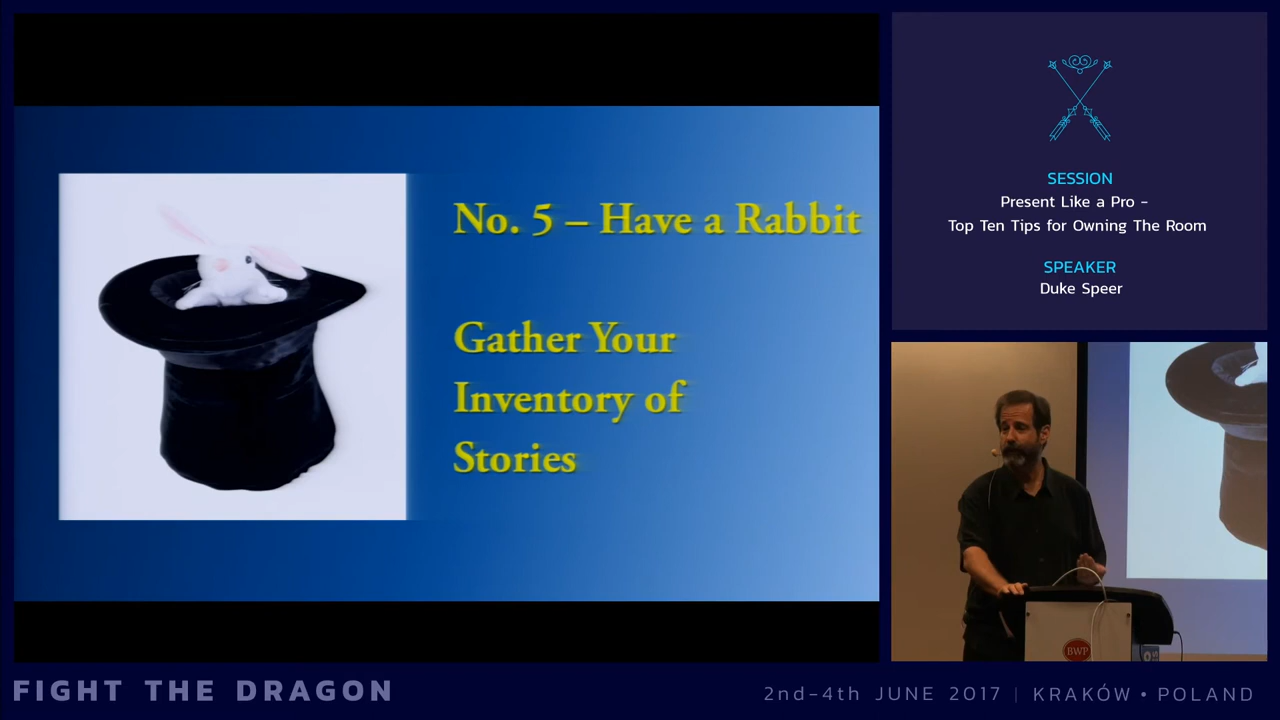 No. 5 – Have a Rabbit
Gather Your
Inventory of
Stories
SESSION
Present Like a Pro -
Top Ten Tips for Owning The Room
SPEAKER
Duke Speer
BWP
FIGHT THE DRAGON
2nd-4th JUNE 2017 | KRAKÓW • POLAND